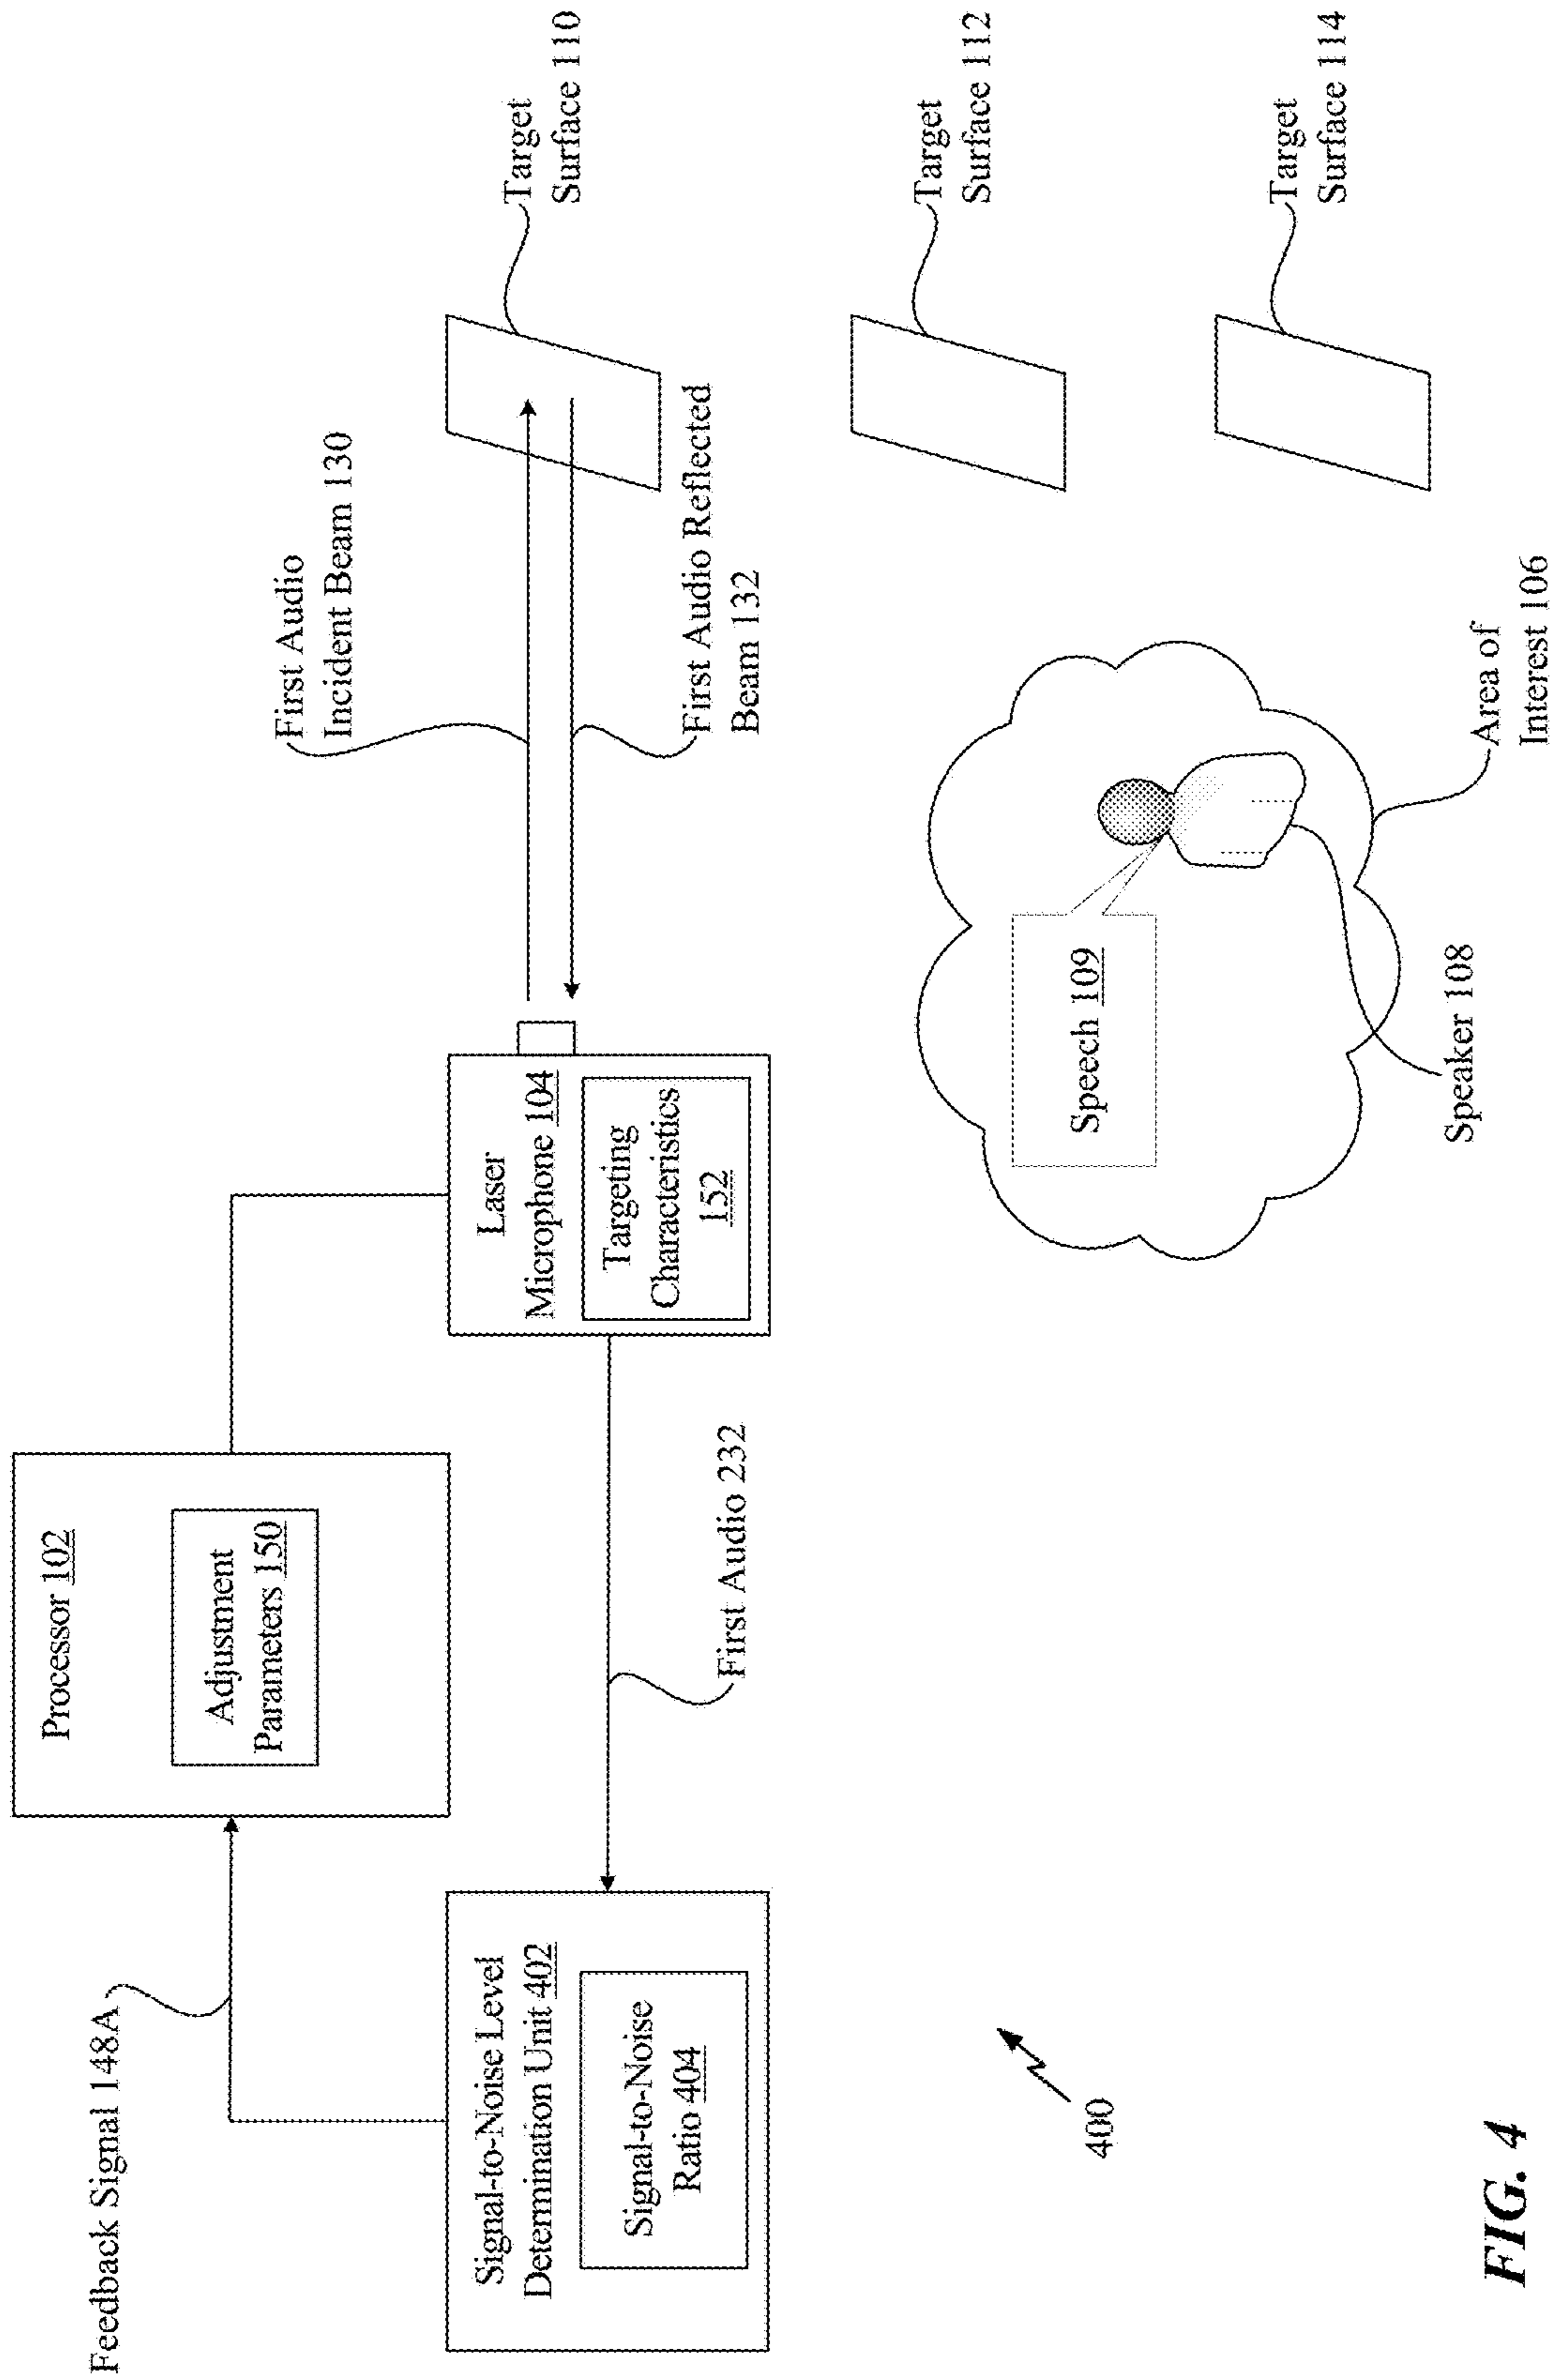 Feedback Signal 148A
Processor 102
Adjustment
Parameters 150
Signal-to-Noise Level
Determination Unit 402
Signal-to-Noise
Ratio 404
First Audio 232
Laser
Microphone 104
Targeting
Characteristics
152
First Audio
Incident Beam 130
First Audio Reflected
Beam 132
Target
Surface 110
Target
Surface 112
Target
Surface 114
Speech 109
Speaker 108
Area of
Interest 106
400
FIG. 4